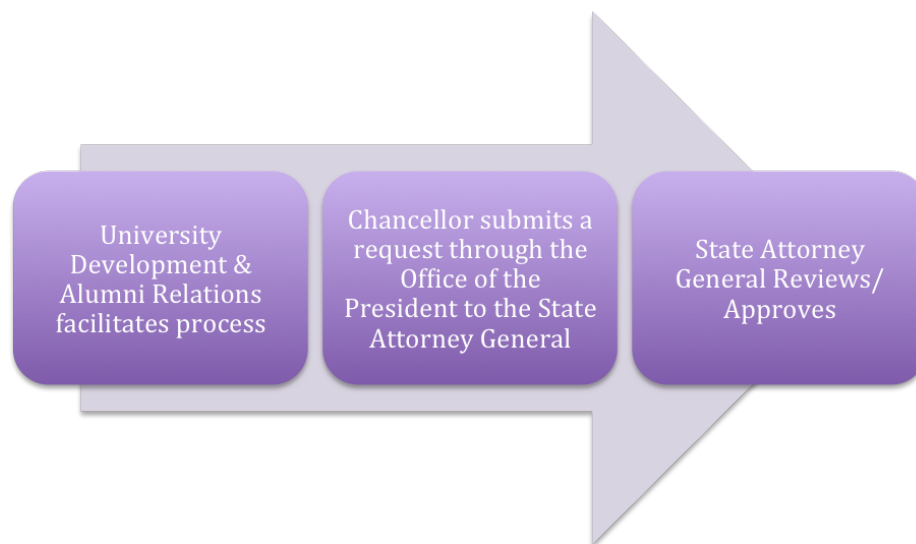 University
Development &
Alumni Relations
facilitates process
Chancellor submits a
request through the
Office of the
President to the State
Attorney General
State Attorney
General Reviews/
Approves